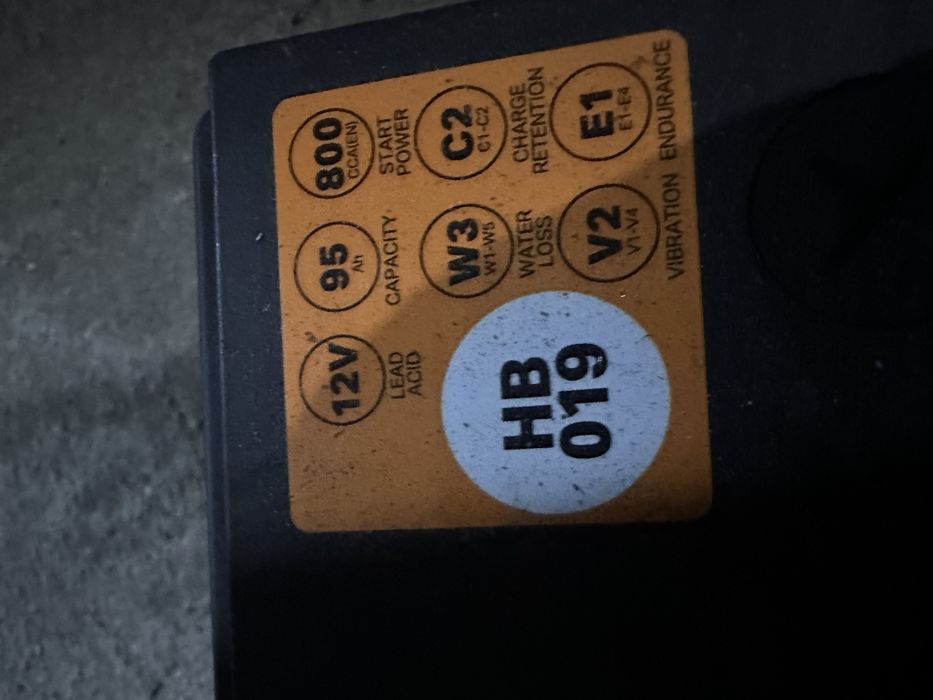 12V
LEAD
ACID
95
Ah
CAPACITY
800
CCA(EN)
START
POWER
HB
019
W3
W1-W5
WATER
LOSS
C2
C1-C2
CHARGE
RETENTION
V2
V1-V4
VIBRATION
E1
E1-E4
ENDURANCE